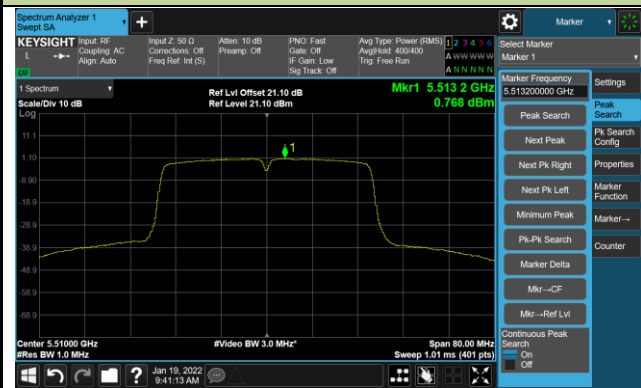 Spectrum Analyzer 1
Swept SA
Marker
KEYSIGHT
Input: RF
Coupling: AC
Align: Auto
Input Z: 50 Ω
Corrections: Off
Freq Ref: Int (S)
Atten: 10 dB
Preamp: Off
PNO: Fast
Gate: Off
IF Gain: Low
Sig Track: Off
Avg Type: Power (RMS)
Avg|Hold: 400/400
Trig: Free Run
1 2 3 4 5 6
A W W W W W
A N N N N N
L
LVI
Select Marker
Marker 1
1 Spectrum
Scale/Div 10 dB
Log
Ref Lvl Offset 21.10 dB
Ref Level 21.10 dBm
Mkr1 5.513 2 GHz
0.768 dBm
Marker Frequency
5.513200000 GHz
Settings
Peak Search
Peak
Search
Next Peak
Pk Search
Config
Next Pk Right
Properties
Next Pk Left
Marker
Function
Minimum Peak
Marker→
Pk-Pk Search
Counter
Marker Delta
Mkr→CF
Mkr→Ref Lvl
Continuous Peak
Search
On
Off
11.1
1.10
-8.90
-18.9
-28.9
-38.9
-48.9
-58.9
-68.9
1
Center 5.51000 GHz
#Res BW 1.0 MHz
#Video BW 3.0 MHz*
Span 80.00 MHz
Sweep 1.01 ms (401 pts)
?
Jan 19, 2022
9:41:13 AM